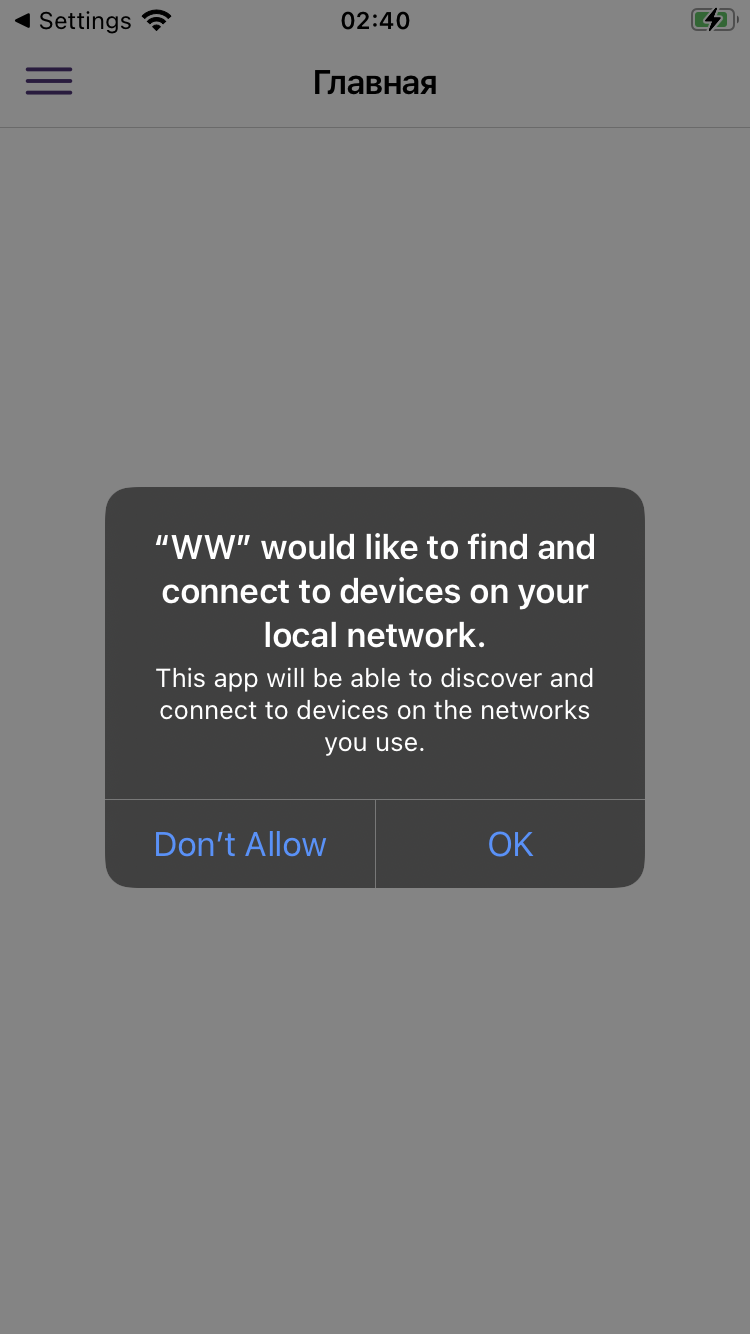 Settings
02:40
Главная
“WW” would like to find and
connect to devices on your
local network.
This app will be able to discover and
connect to devices on the networks
you use.
Don’t Allow
OK